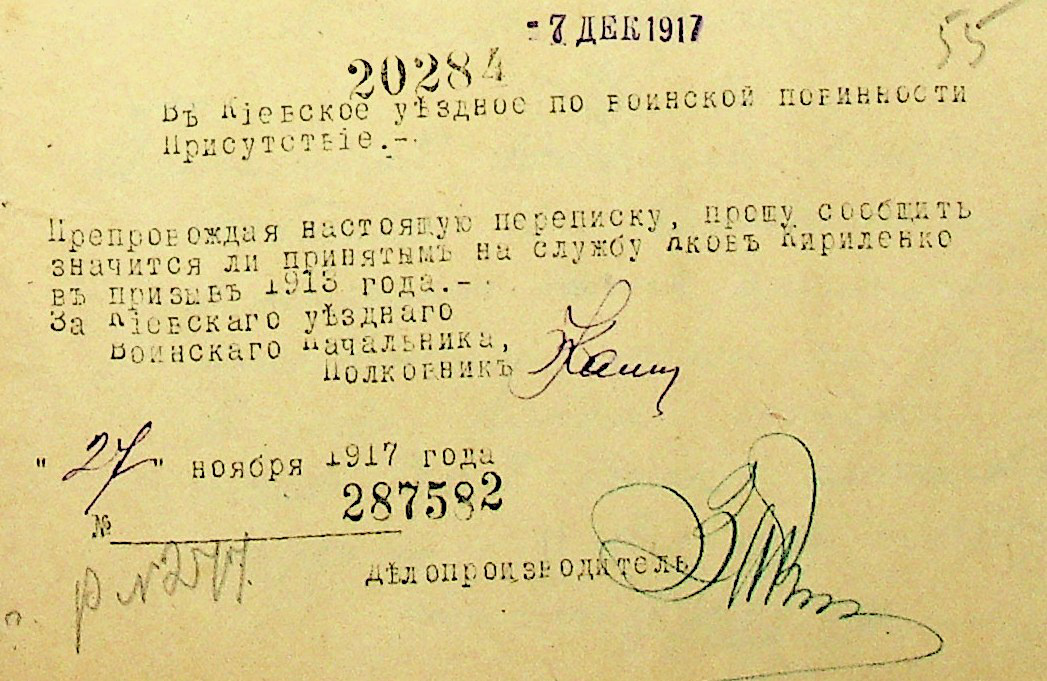 - 7 ДЕК 1917
55
20284
Въ Кіевское уѣздное по воинской повинности
Присутствіе.-
Препровождая настоящую переписку, прошу сообщить
значится ли принятымъ на службу Яковъ Кириленко
въ призывъ 1913 года.-
За Кіевскаго уѣзднаго
Воинскаго Начальника,
Полковникъ
"27" ноября 1917 года
№ 287582
Дѣлопроизводитель